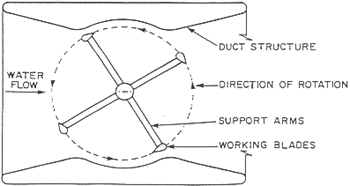 DUCT STRUCTURE
WATER
FLOW
DIRECTION OF ROTATION
SUPPORT ARMS
WORKING BLADES